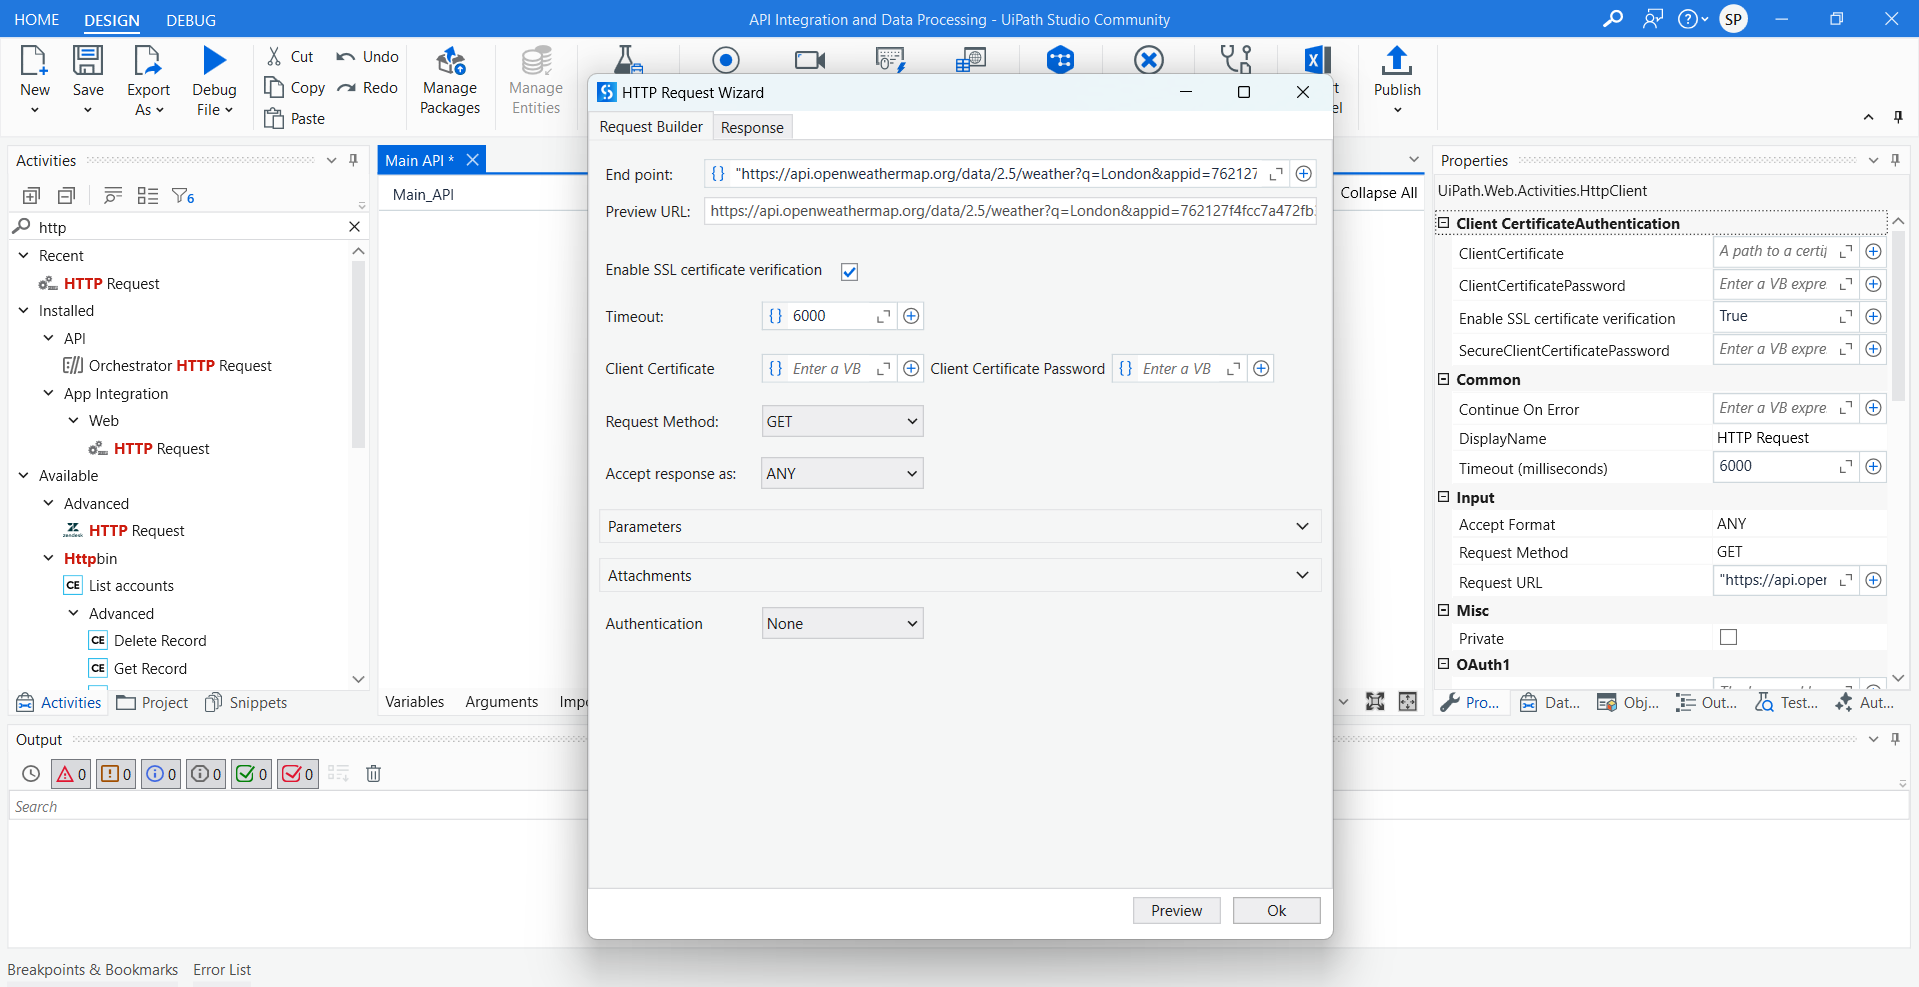 HOME DESIGN DEBUG
API Integration and Data Processing - UiPath Studio Community
SP
New
Save
Export As
Debug File
Cut
Copy
Paste
Undo
Redo
Manage Packages
Manage Entities
Publish
Activities
http
Recent
HTTP Request
Installed
API
Orchestrator HTTP Request
App Integration
Web
HTTP Request
Available
Advanced
HTTP Request
Httpbin
CE List accounts
Advanced
CE Delete Record
CE Get Record
Activities Project Snippets
Main API *
Main_API
Collapse All
Variables Arguments Imp
HTTP Request Wizard
Request Builder Response
End point: {} "https://api.openweathermap.org/data/2.5/weather?q=London&appid=762127
Preview URL: https://api.openweathermap.org/data/2.5/weather?q=London&appid=762127f4fcc7a472fb
Enable SSL certificate verification
Timeout: {} 6000
Client Certificate {} Enter a VB Client Certificate Password {} Enter a VB
Request Method: GET
Accept response as: ANY
Parameters
Attachments
Authentication None
Preview Ok
Properties
UiPath.Web.Activities.HttpClient
Client CertificateAuthentication
ClientCertificate A path to a certif
ClientCertificatePassword Enter a VB expre
Enable SSL certificate verification True
SecureClientCertificatePassword Enter a VB expre
Common
Continue On Error Enter a VB expre
DisplayName HTTP Request
Timeout (milliseconds) 6000
Input
Accept Format ANY
Request Method GET
Request URL "https://api.oper
Misc
Private
OAuth1
Pro... Dat... Obj... Out... Test... Aut...
Output
0 0 0 0 0 0
Search
Breakpoints & Bookmarks Error List